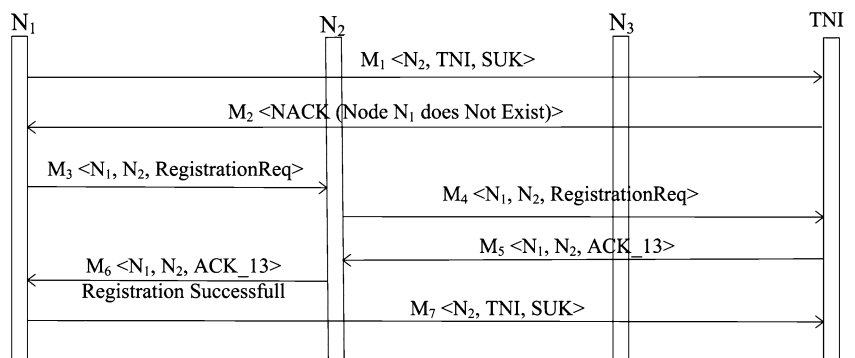 N₁ N₂ N₃ TNI
M₁ <N₂, TNI, SUK>
M₂ <NACK (Node N₁ does Not Exist)>
M₃ <N₁, N₂, RegistrationReq>
M₄ <N₁, N₂, RegistrationReq>
M₅ <N₁, N₂, ACK_13>
M₆ <N₁, N₂, ACK_13>
Registration Successfull
M₇ <N₂, TNI, SUK>